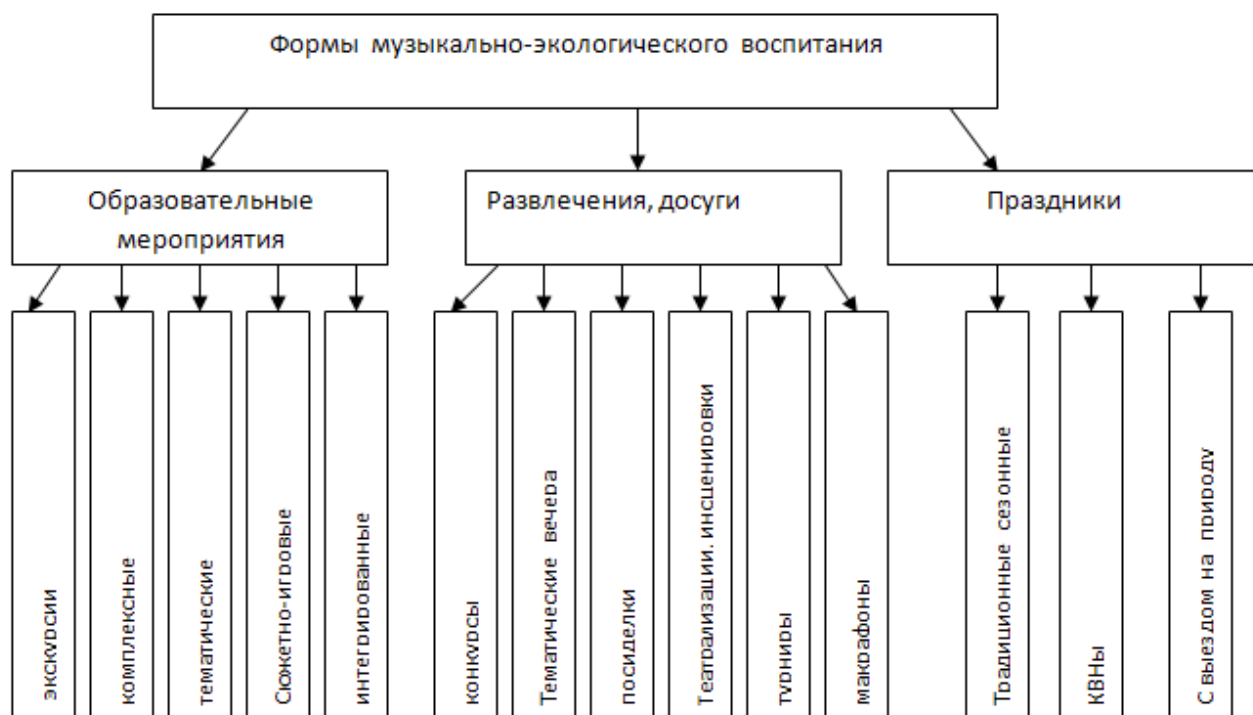 Формы музыкально-экологического воспитания
Образовательные
мероприятия
Развлечения, досуги
Праздники
экскурсии
комплексные
тематические
Сюжетно-игровые
интегрированные
конкурсы
Тематические вечера
посиделки
Театрализации, инсценировки
турниры
макрафоны
Традиционные сезонные
КВНы
С выездом на природу